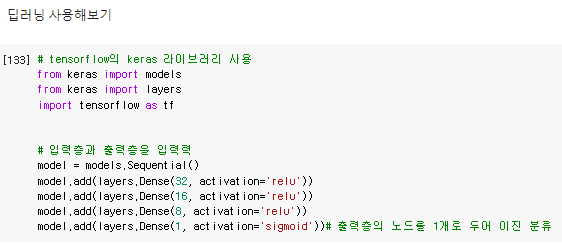 딥러닝 사용해보기
[133] # tensorflow의 keras 라이브러리 사용
from keras import models
from keras import layers
import tensorflow as tf
# 입력층과 출력층을 입력력
model = models.Sequential()
model.add(layers.Dense(32, activation='relu'))
model.add(layers.Dense(16, activation='relu'))
model.add(layers.Dense(8, activation='relu'))
model.add(layers.Dense(1, activation='sigmoid'))# 출력층의 노드를 1개로 두어 이진 분류